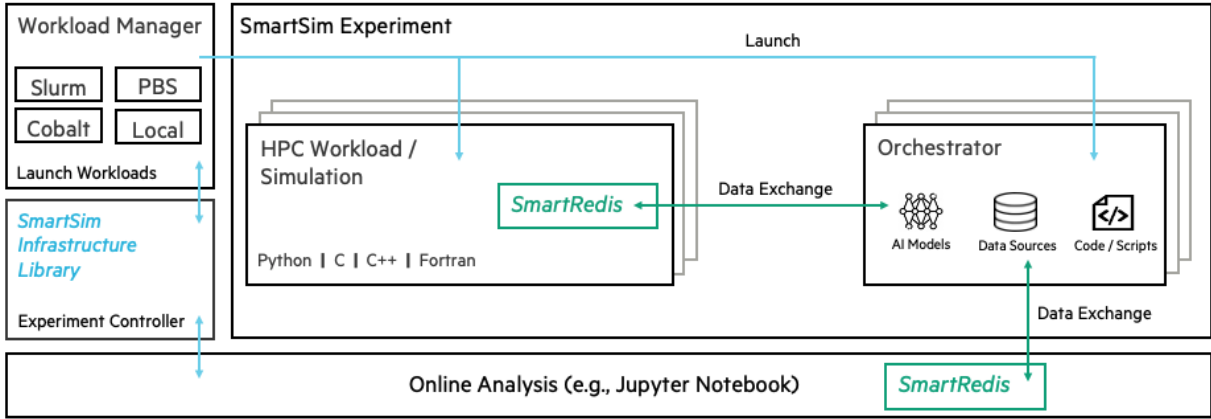 Workload Manager
Slurm
PBS
Cobalt
Local
Launch Workloads
SmartSim
Infrastructure
Library
Experiment Controller
SmartSim Experiment
Launch
HPC Workload /
Simulation
SmartRedis
Python | C | C++ | Fortran
Data Exchange
Orchestrator
AI Models
Data Sources
</>
Code / Scripts
Data Exchange
Online Analysis (e.g., Jupyter Notebook)
SmartRedis